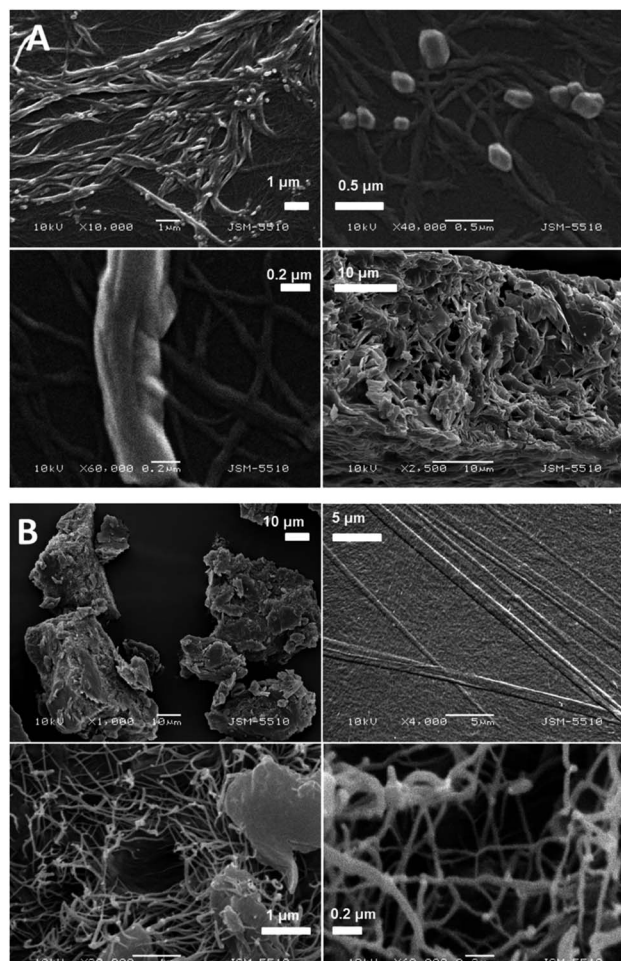 A
1 µm
10kV X10,000 1µm JSM-5510
0.5 µm
10kV X40,000 0.5µm JSM-5510
0.2 µm
10kV X60,000 0.2µm JSM-5510
10 µm
10kV X2,500 10µm JSM-5510
B
10 µm
10kV X1,000 10µm JSM-5510
5 µm
10kV X4,000 5µm JSM-5510
1 µm
0.2 µm